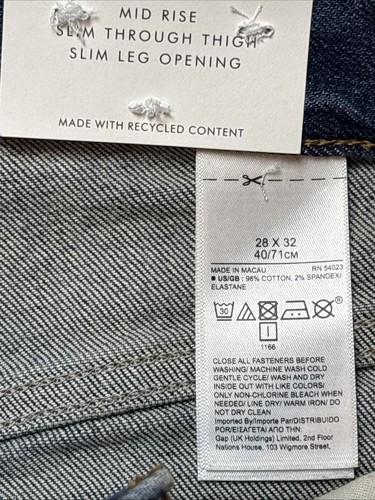 MID RISE
SLIM THROUGH THIGH
SLIM LEG OPENING
MADE WITH RECYCLED CONTENT
28 X 32
40/71CM
MADE IN MACAU RN 54023
■ US/GB : 98% COTTON, 2% SPANDEX/
ELASTANE
30
®
1166
CLOSE ALL FASTENERS BEFORE
WASHING/ MACHINE WASH COLD
GENTLE CYCLE/ WASH AND DRY
INSIDE OUT WITH LIKE COLORS/
ONLY NON-CHLORINE BLEACH WHEN
NEEDED/ LINE DRY/ WARM IRON/ DO
NOT DRY CLEAN
Imported By/Importe Par/DISTRIBUIDO
POR/ΕΙΣΑΓΕΤΑΙ ΑΠΟ ΤΗΝ:
Gap (UK Holdings) Limited, 2nd Floor
Nations House, 103 Wigmore Street,